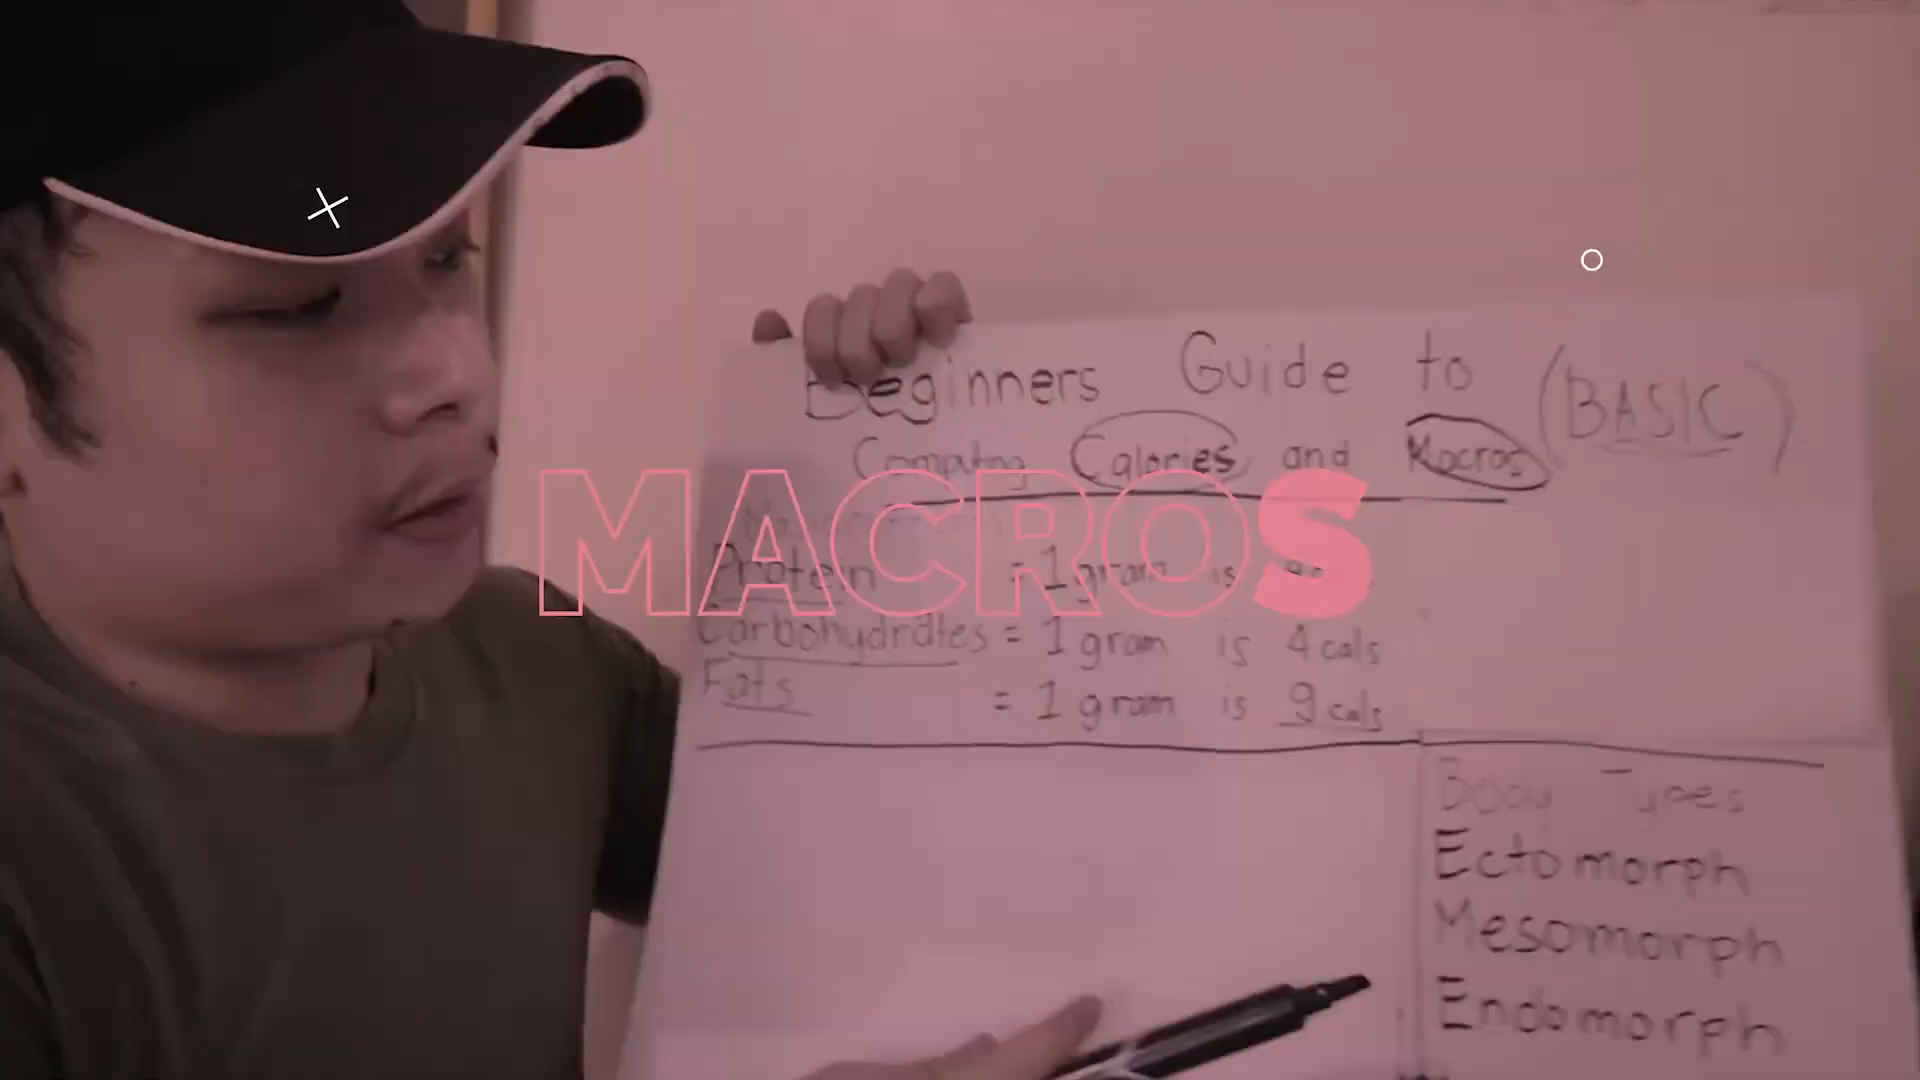 Beginners Guide to (BASIC)
Computing Calories and Macros
MACROS
Protein = 1 gram is
Carbohydrates = 1 gram is 4 cals
Fats = 1 gram is 9 cals
Body Types
Ectomorph
Mesomorph
Endomorph